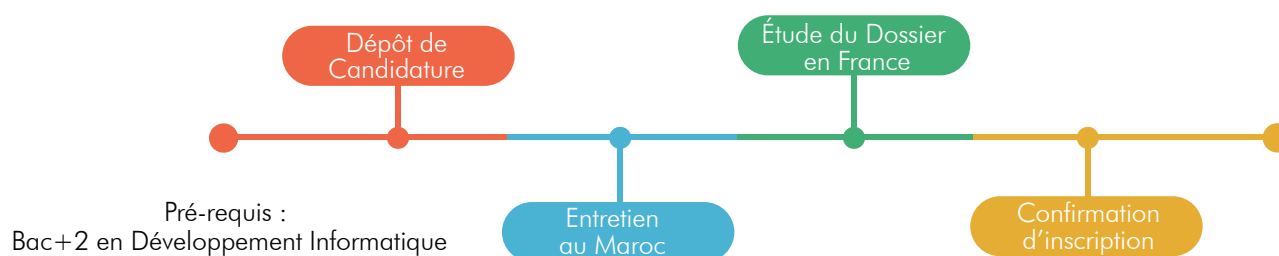 Dépôt de
Candidature
Étude du Dossier
en France
Pré-requis :
Bac+2 en Développement Informatique
Entretien
au Maroc
Confirmation
d'inscription